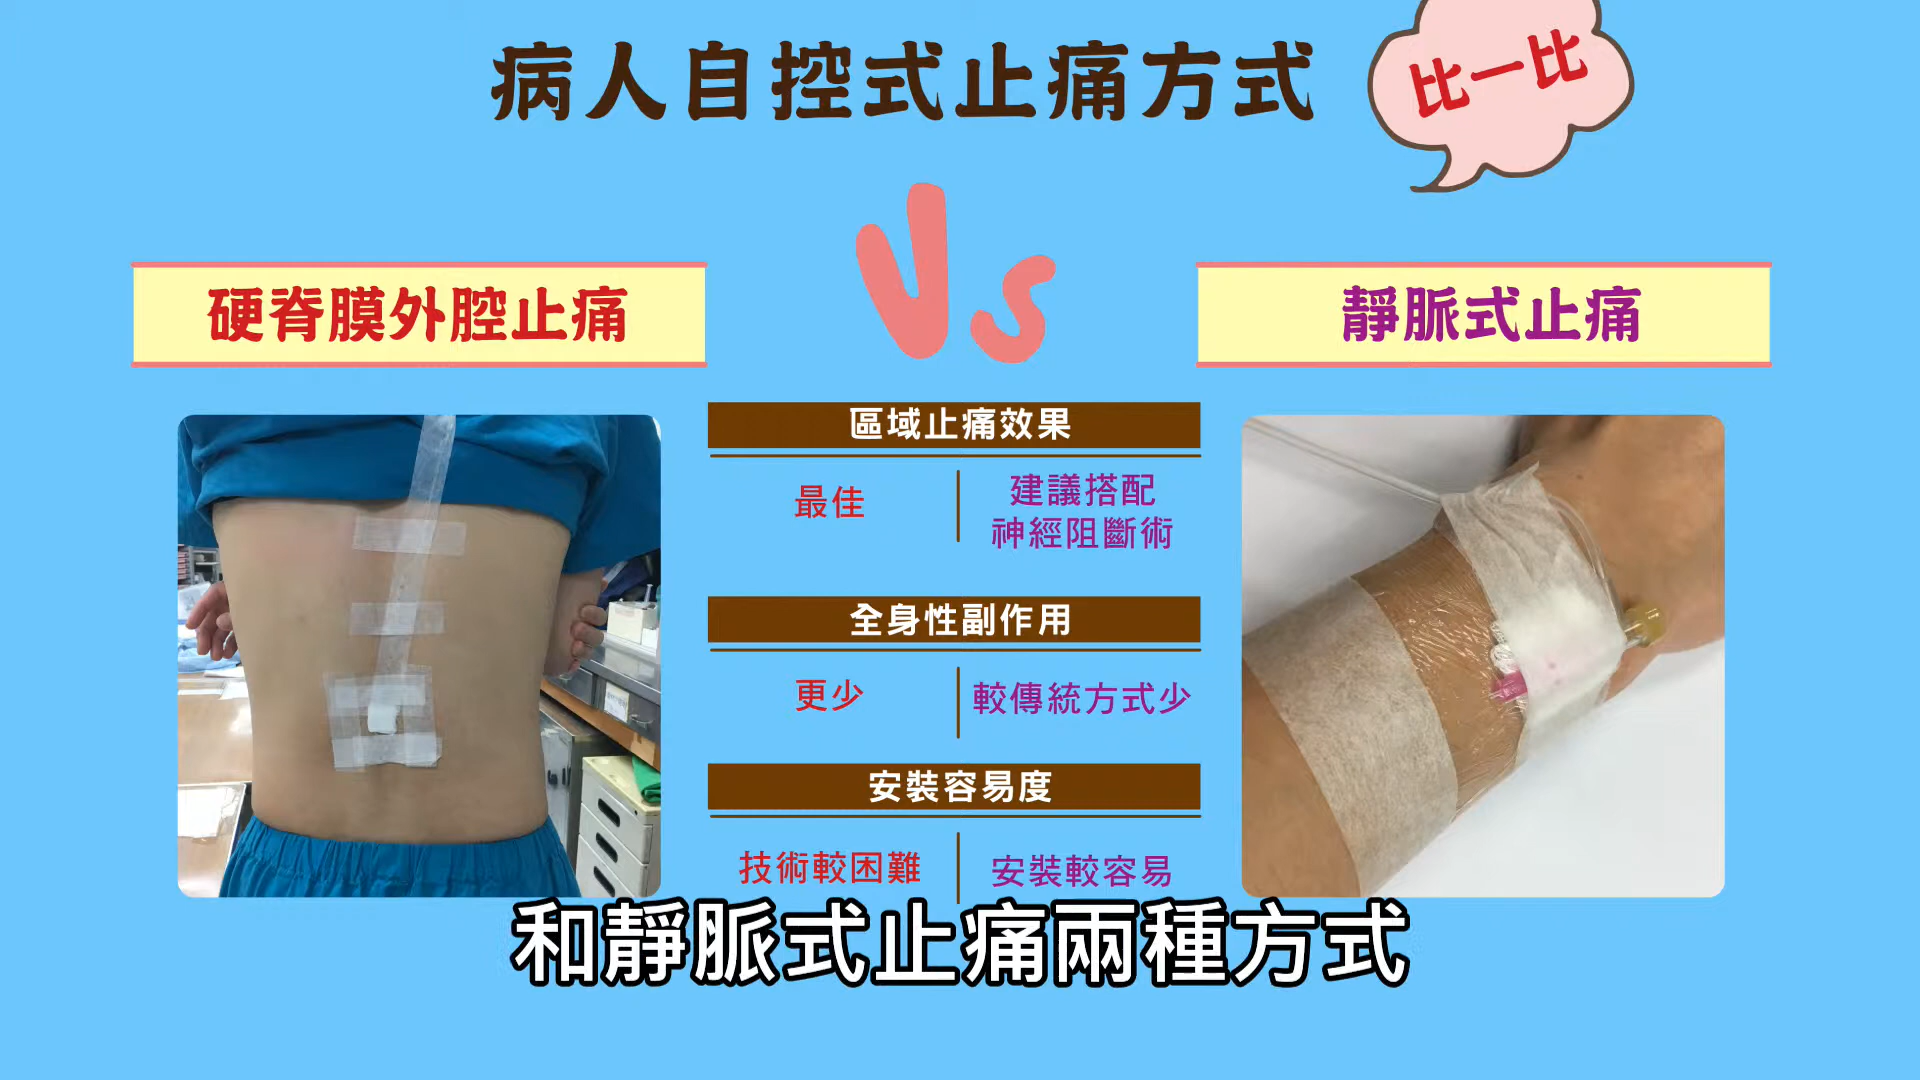 病人自控式止痛方式
比一比
Vs
硬脊膜外腔止痛
靜脈式止痛
區域止痛效果
最佳
建議搭配
神經阻斷術
全身性副作用
更少
較傳統方式少
安裝容易度
技術較困難
安裝較容易
和靜脈式止痛兩種方式